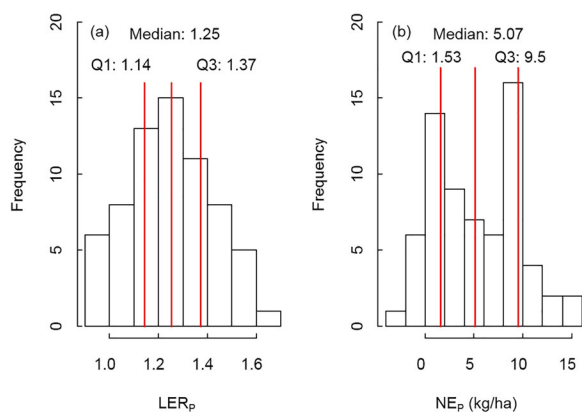 (a)
Median: 1.25
Q1: 1.14
Q3: 1.37
Frequency
20
15
10
5
0
1.0 1.2 1.4 1.6
LERP
(b)
Median: 5.07
Q1: 1.53
Q3: 9.5
Frequency
20
15
10
5
0
0 5 10 15
NEP (kg/ha)